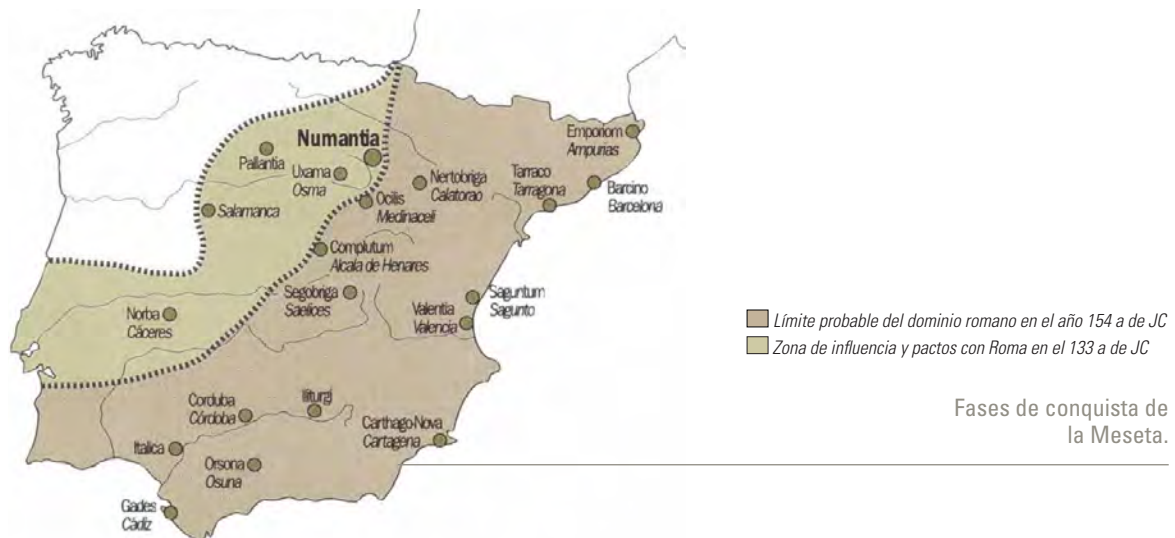 Numantia
Pallantia
Uxama
Osma
Salamanca
Ocilis
Medinaceli
Nertobriga
Calatorao
Tarraco
Tarragona
Emporiom
Ampurias
Barcino
Barcelona
Complutum
Alcala de Henares
Segobriga
Saelices
Valentia
Valencia
Saguntum
Sagunto
Norba
Cáceres
Corduba
Córdoba
Iliturgi
Carthago-Nova
Cartagena
Italica
Orsona
Osuna
Gades
Cádiz
Límite probable del dominio romano en el año 154 a de JC
Zona de influencia y pactos con Roma en el 133 a de JC
Fases de conquista de
la Meseta.